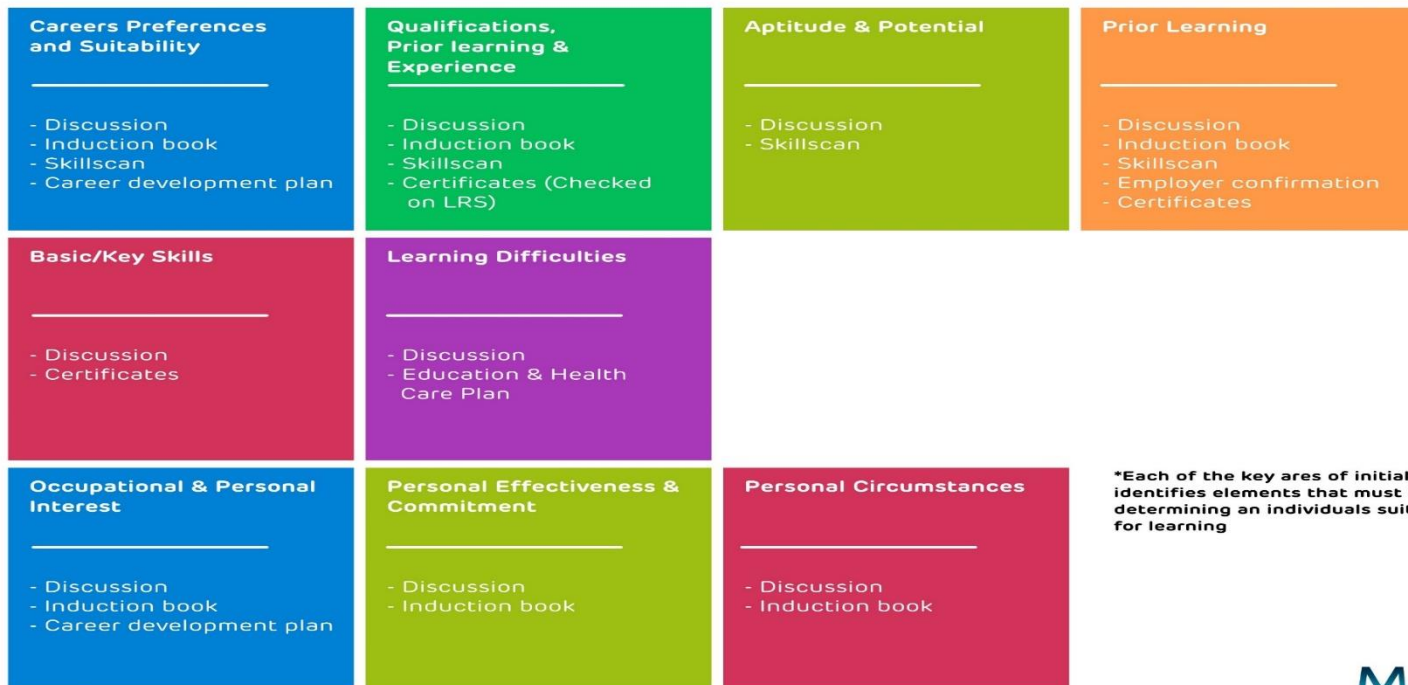 Careers Preferences
and Suitability
- Discussion
- Induction book
- Skillscan
- Career development plan
Qualifications,
Prior learning &
Experience
- Discussion
- Induction book
- Skillscan
- Certificates (Checked
on LRS)
Aptitude & Potential
- Discussion
- Skillscan
Prior Learning
- Discussion
- Induction book
- Skillscan
- Employer confirmation
- Certificates
Basic/Key Skills
- Discussion
- Certificates
Learning Difficulties
- Discussion
- Education & Health
Care Plan
Occupational & Personal
Interest
- Discussion
- Induction book
- Career development plan
Personal Effectiveness &
Commitment
- Discussion
- Induction book
Personal Circumstances
- Discussion
- Induction book
*Each of the key ares of initial
identifies elements that must
determining an individuals
for learning